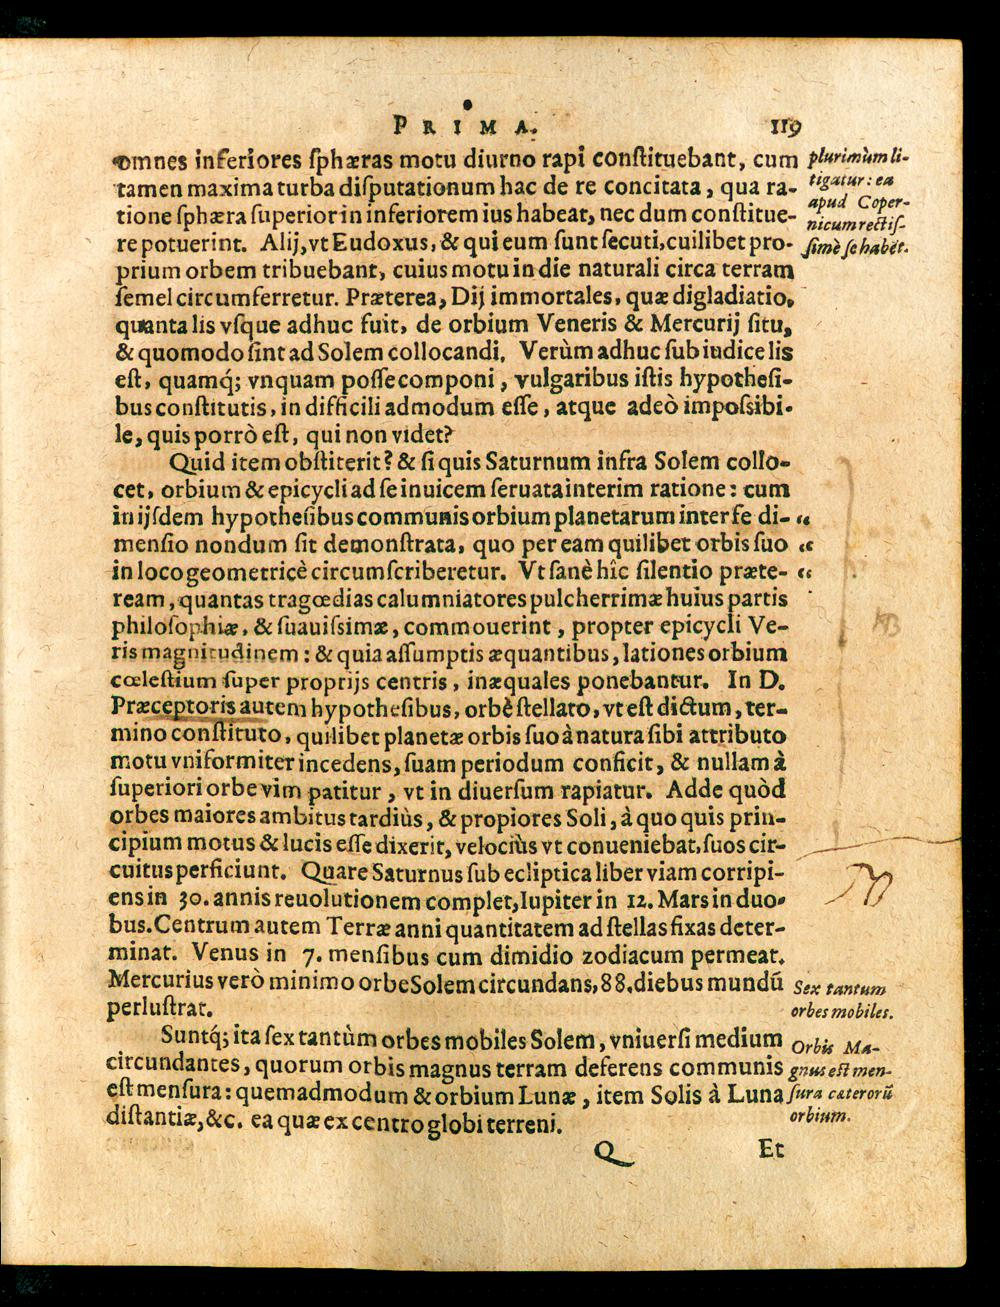 PRIMA. 119
omnes inferiores ſphæras motu diurno rapi conſtituebant, cum
tamen maxima turba diſputationum hac de re concitata, qua ra-
tione ſphæra ſuperior in inferiorem ius habeat, nec dum conſtitue-
re potuerint. Alij, vt Eudoxus, & qui eum ſunt ſecuti, cuilibet pro-
prium orbem tribuebant, cuius motu in die naturali circa terram
ſemel circumferretur. Præterea, Dij immortales, quæ digladiatio,
quanta lis vſque adhuc fuit, de orbium Veneris & Mercurij ſitu,
& quomodo ſint ad Solem collocandi. Verùm adhuc ſub iudice lis
eſt, quamq́; vnquam poſſe componi, vulgaribus iſtis hypotheſi-
bus conſtitutis, in difficili admodum eſſe, atque adeò impoſsibi-
le, quis porrò eſt, qui non videt?
plurimùm li-
tigatur: ea
apud Coper-
nicum rectiſ-
ſimè ſe habēt.
Quid item obſtiterit? & ſi quis Saturnum infra Solem collo-
cet, orbium & epicycli ad ſe inuicem ſeruata interim ratione: cum
in ijſdem hypotheſibus communis orbium planetarum inter ſe di- “
menſio nondum ſit demonſtrata, quo per eam quilibet orbis ſuo “
in loco geometricè circumſcriberetur. Vt ſanè hîc ſilentio præte- “
ream, quantas tragœdias calumniatores pulcherrimæ huius partis
philoſophiæ, & ſuauiſsimæ, commouerint, propter epicycli Ve-
ris magnitudinem: & quia aſſumptis æquantibus, lationes orbium
cœleſtium ſuper proprijs centris, inæquales ponebantur. In D.
Præceptoris autem hypotheſibus, orbē ſtellato, vt eſt dictum, ter-
mino conſtituto, quilibet planetæ orbis ſuo à natura ſibi attributo
motu vniformiter incedens, ſuam periodum conficit, & nullam à
ſuperiori orbe vim patitur, vt in diuerſum rapiatur. Adde quòd
orbes maiores ambitus tardiùs, & propiores Soli, à quo quis prin-
cipium motus & lucis eſſe dixerit, velociùs vt conueniebat, ſuos cir-
cuitus perficiunt. Quare Saturnus ſub ecliptica liber viam corripi-
ens in 30. annis reuolutionem complet, Iupiter in 12. Mars in duo-
bus. Centrum autem Terræ anni quantitatem ad ſtellas fixas deter-
minat. Venus in 7. menſibus cum dimidio zodiacum permeat.
Mercurius verò minimo orbe Solem circundans, 88. diebus mundū
perluſtrat.
Sex tantum
orbes mobiles.
Suntq́; ita ſex tantùm orbes mobiles Solem, vniuerſi medium
circundantes, quorum orbis magnus terram deferens communis
eſt menſura: quemadmodum & orbium Lunæ, item Solis à Luna
diſtantiæ, &c. ea quæ ex centro globi terreni.
Orbis Ma-
gnus eſt men-
ſura cæterorū
orbium.
Q Et